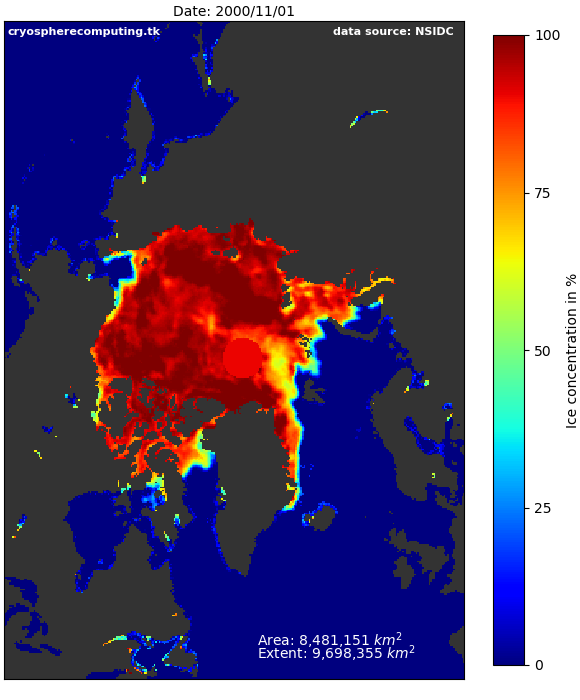 Date: 2000/11/01
cryospherecomputing.tk
data source: NSIDC
100
75
50
25
0
Ice concentration in %
Area: 8,481,151 km²
Extent: 9,698,355 km²